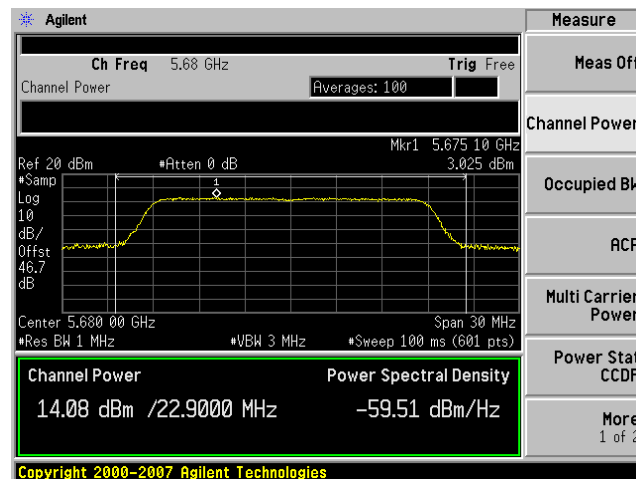 Agilent
Measure
Ch Freq 5.68 GHz Trig Free
Channel Power Averages: 100
Mkr1 5.675 10 GHz
Ref 20 dBm #Atten 0 dB 3.025 dBm
#Samp
Log
10
dB/
Offst
46.7
dB
1
Center 5.680 00 GHz Span 30 MHz
#Res BW 1 MHz #VBW 3 MHz #Sweep 100 ms (601 pts)
Channel Power Power Spectral Density
14.08 dBm /22.9000 MHz -59.51 dBm/Hz
Copyright 2000-2007 Agilent Technologies
Meas Off
Channel Power
Occupied
Multi Carrier
Power
Power Stat
More
1 of 2